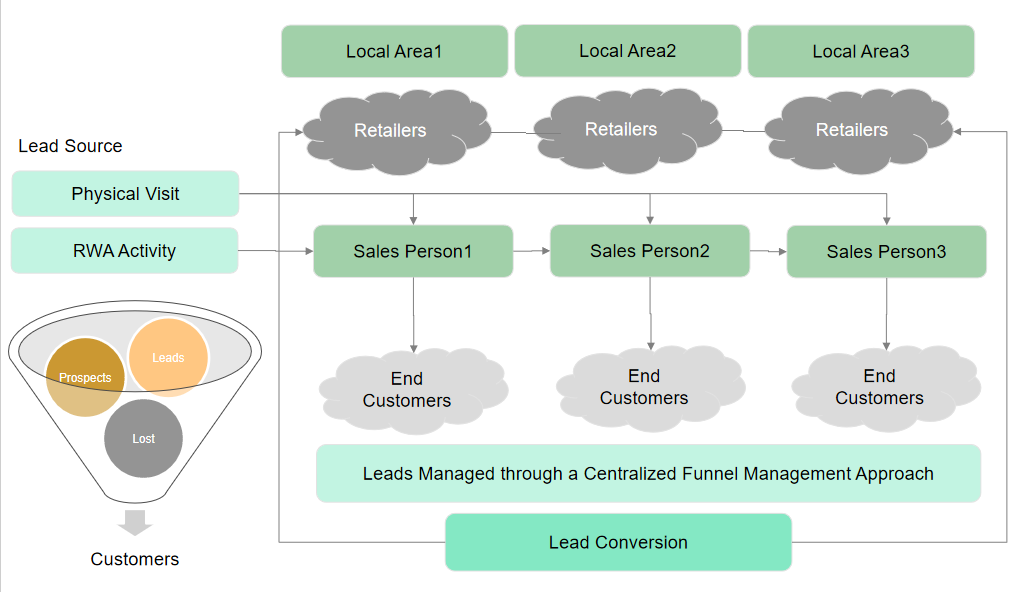 Local Area1
Local Area2
Local Area3
Retailers
Retailers
Retailers
Lead Source
Physical Visit
RWA Activity
Sales Person1
Sales Person2
Sales Person3
Leads
Prospects
Lost
Customers
End
Customers
End
Customers
End
Customers
Leads Managed through a Centralized Funnel Management Approach
Lead Conversion